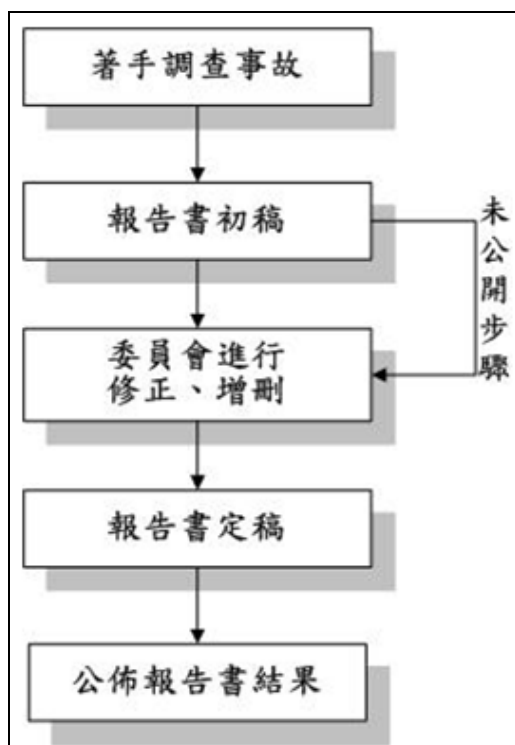 著手調查事故
報告書初稿
未公開步驟
委員會進行
修正、增刪
報告書定稿
公佈報告書結果